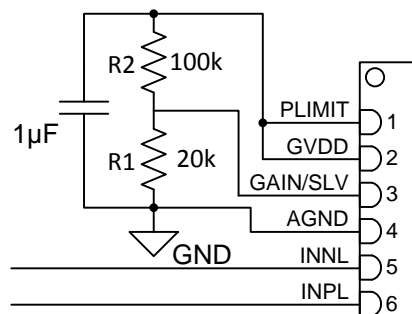 R2 100k
1µF
R1 20k
PLIMIT 1
GVDD 2
GAIN/SLV 3
AGND 4
GND
INNL 5
INPL 6